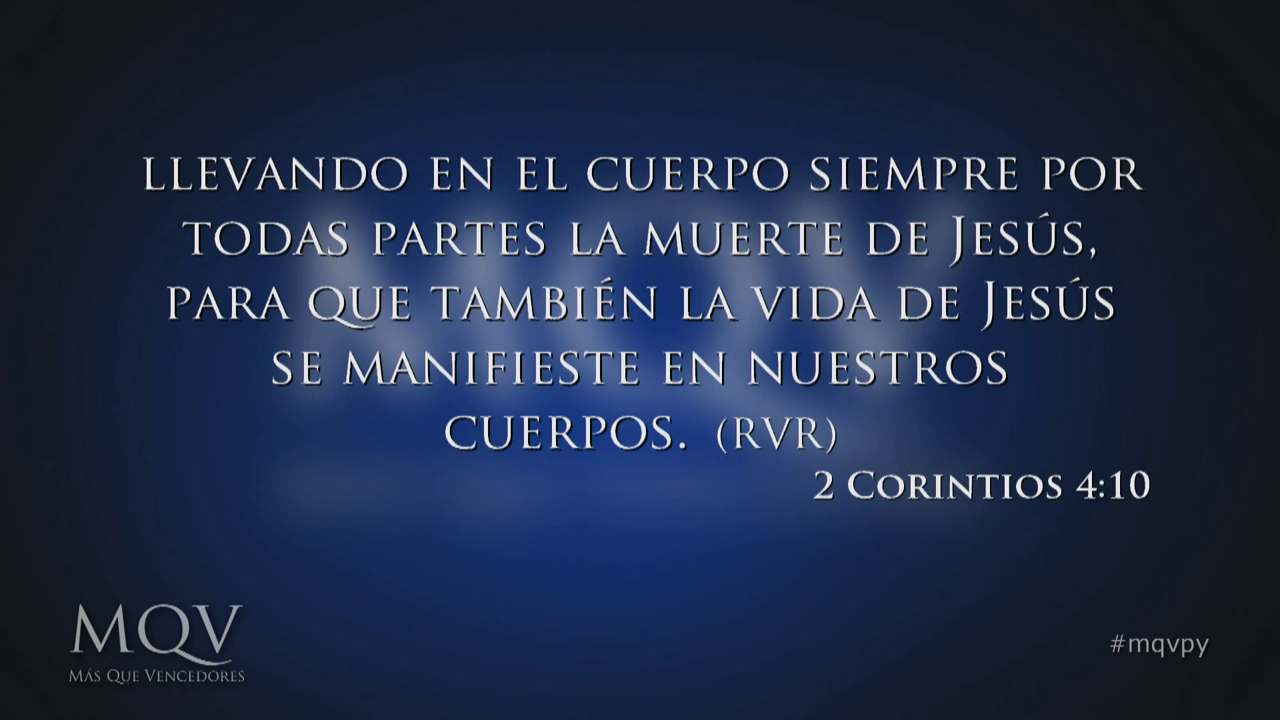 LLEVANDO EN EL CUERPO SIEMPRE POR
TODAS PARTES LA MUERTE DE JESÚS,
PARA QUE TAMBIÉN LA VIDA DE JESÚS
SE MANIFIESTE EN NUESTROS
CUERPOS. (RVR)
2 CORINTIOS 4:10
MQV
MÁS QUE VENCEDORES
#mqvpy